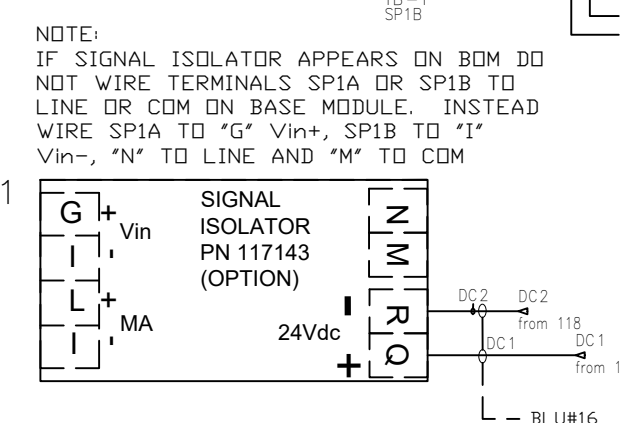 SP1B
NOTE:
IF SIGNAL ISOLATOR APPEARS ON BOM DO
NOT WIRE TERMINALS SP1A OR SP1B TO
LINE OR COM ON BASE MODULE. INSTEAD
WIRE SP1A TO "G" Vin+, SP1B TO "I"
Vin-, "N" TO LINE AND "M" TO COM
1
G + Vin
I -
L + MA
I -
SIGNAL
ISOLATOR
PN 117143
(OPTION)
24Vdc
N
M
- R
+ Q
DC2 DC2
from 118
DC1 DC1
from 1
BLU#16